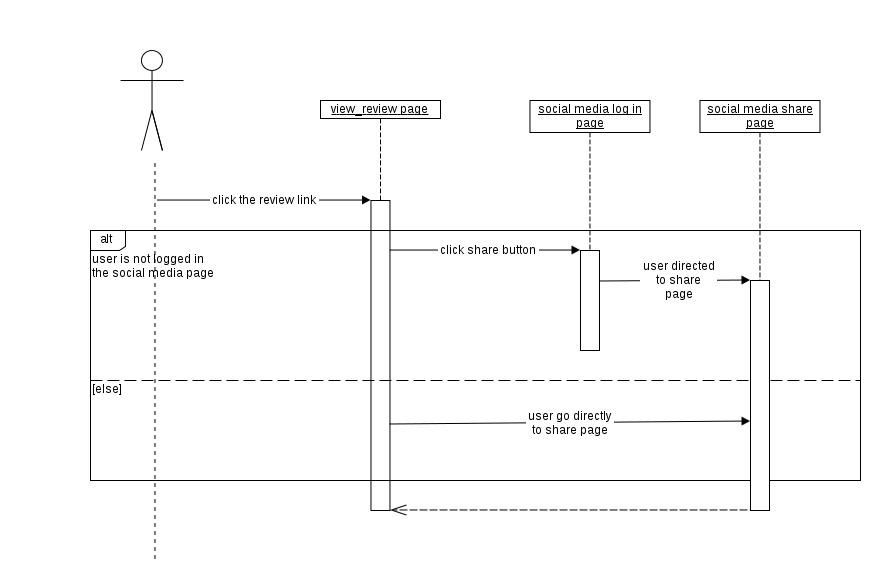 view_review page
social media log in
page
social media share
page
click the review link
alt
user is not logged in
the social media page
click share button
user directed
to share
page
[else]
user go directly
to share page